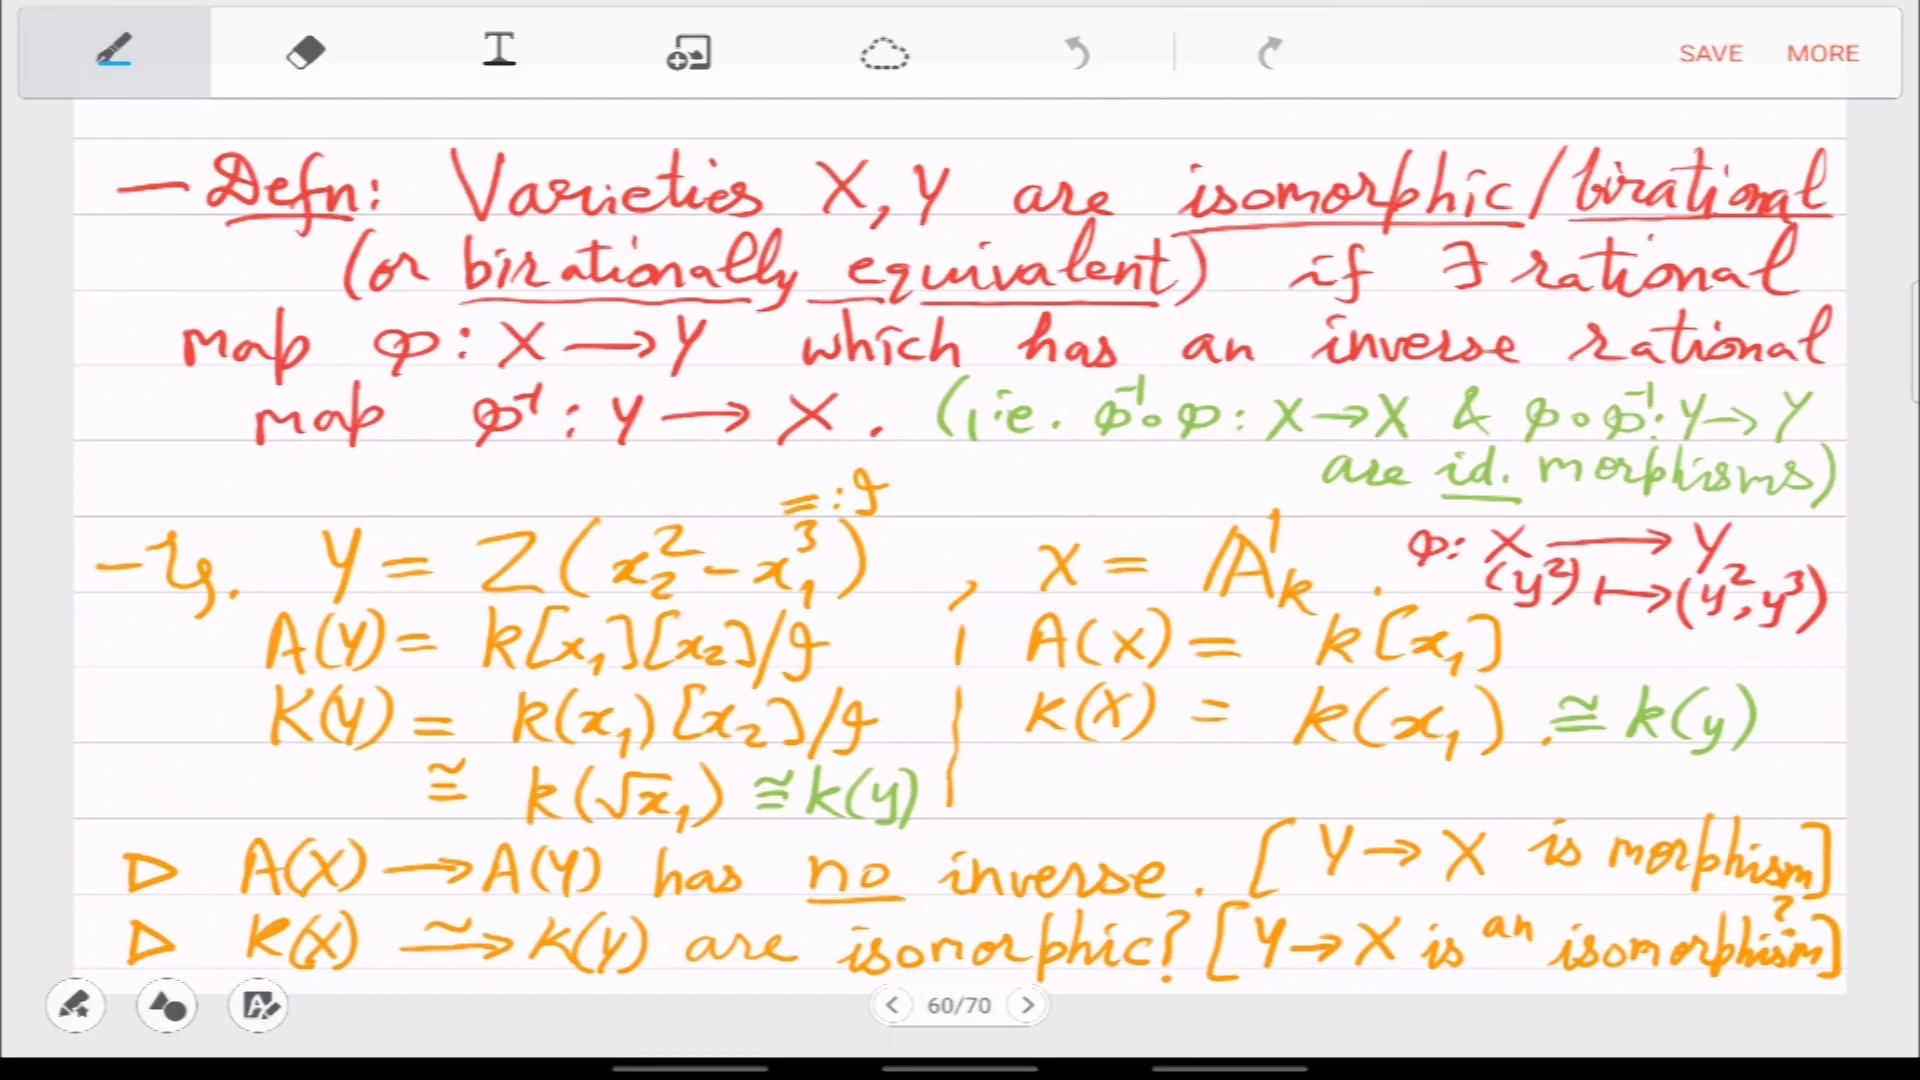 SAVE MORE
— Defn: Varieties X, Y are isomorphic/birational
(or birationally equivalent) if ∃ rational
map φ: X → Y which has an inverse rational
map φ⁻¹: Y → X. (i.e. φ⁻¹∘φ: X→X & φ∘φ⁻¹: Y→Y
are id. morphisms)
=: g
- Eg. Y = Z(x₂² - x₁³), X = 𝔸¹ₖ. φ: X → Y
(y²) ↦ (y², y³)
A(Y) = k[x₁][x₂]/g | A(X) = k[x₁]
K(Y) = k(x₁)[x₂]/g | K(X) = k(x₁). ≅ k(y)
≅ k(√x₁) ≅ k(y)
▷ A(X) → A(Y) has no inverse. [Y→X is morphism]
▷ K(X) ⥲ K(Y) are isomorphic? [Y→X is an isomorphism?]
60/70